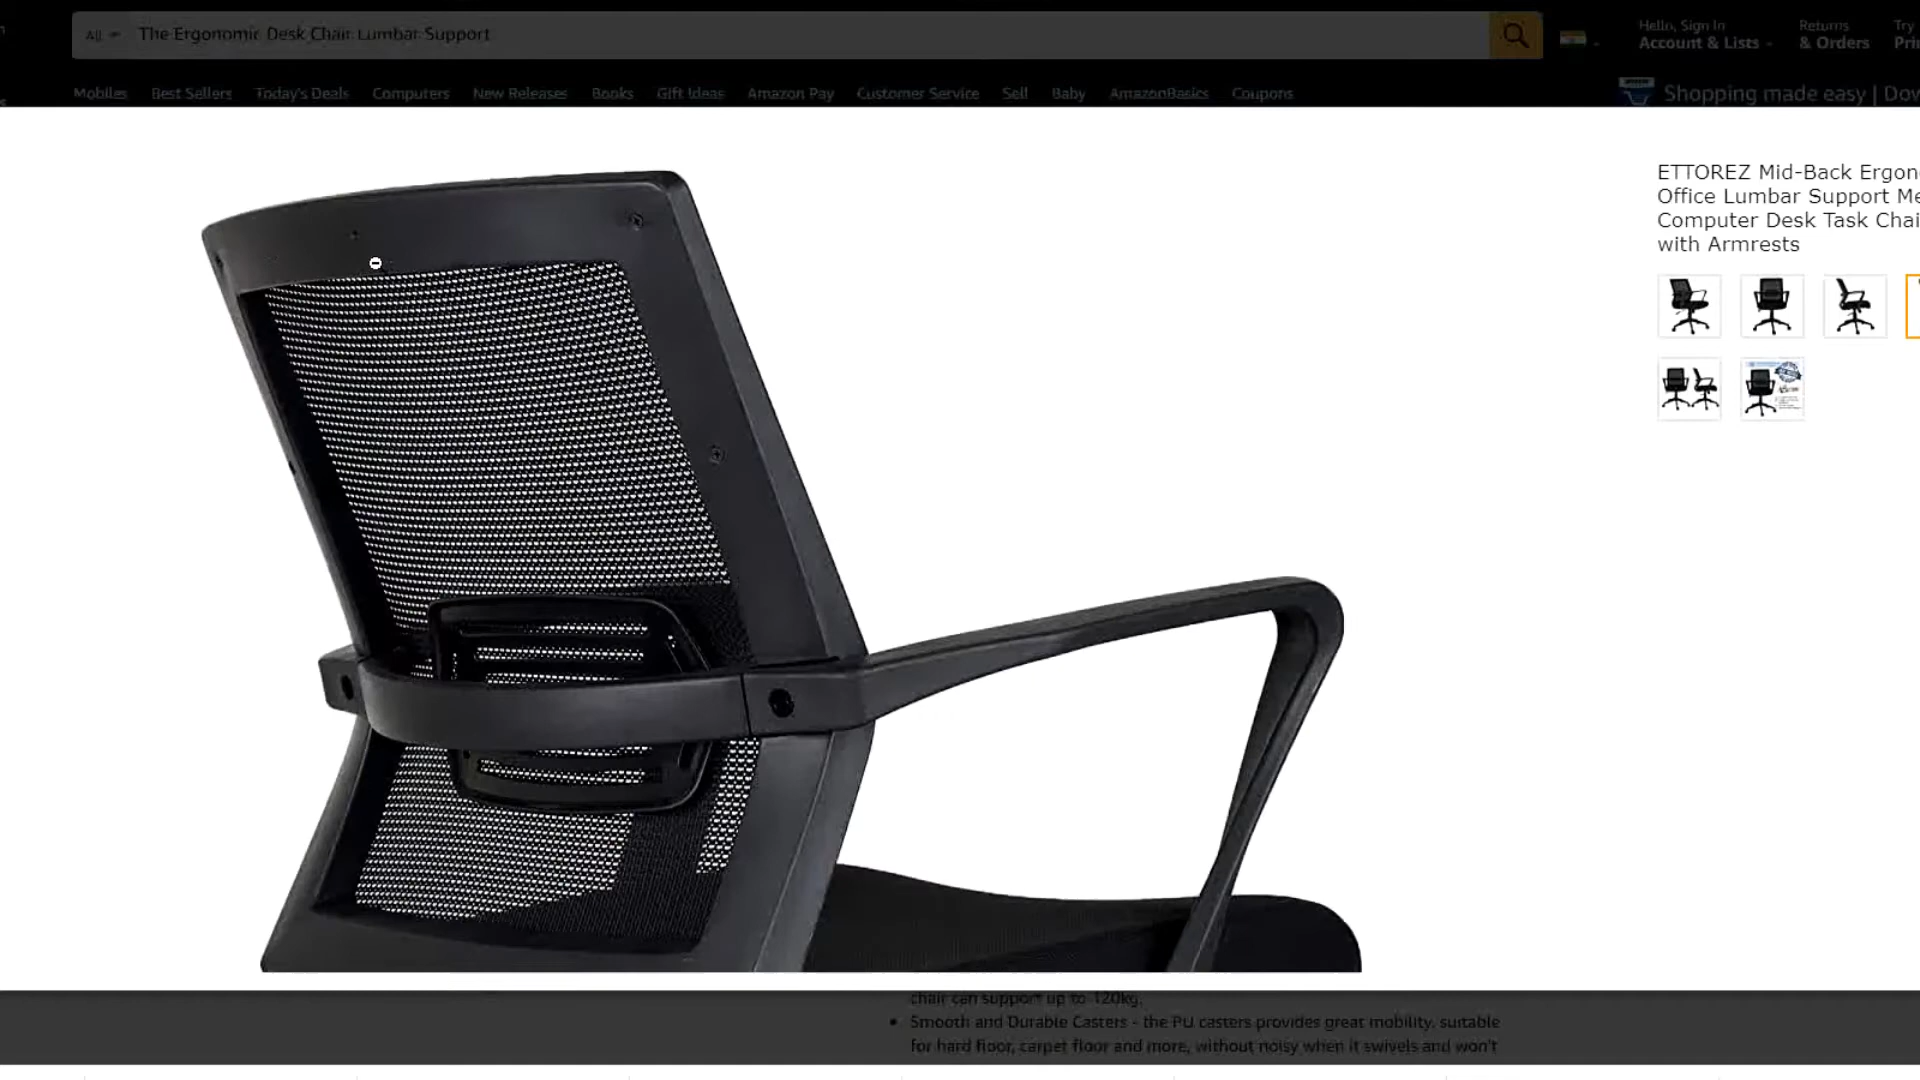 All The Ergonomic Desk Chair Lumbar Support
Hello, Sign in
Account & Lists
Returns
& Orders
Try
Mobiles Best Sellers Today's Deals Computers New Releases Books Gift Ideas Amazon Pay Customer Service Sell Baby AmazonBasics Coupons
Shopping made easy |
ETTOREZ Mid-Back
Office Lumbar Support
Computer Desk Task
with Armrests
chair can support up to 120kg.
• Smooth and Durable Casters - the PU casters provides great mobility, suitable
for hard floor, carpet floor and more, without noisy when it swivels and won't